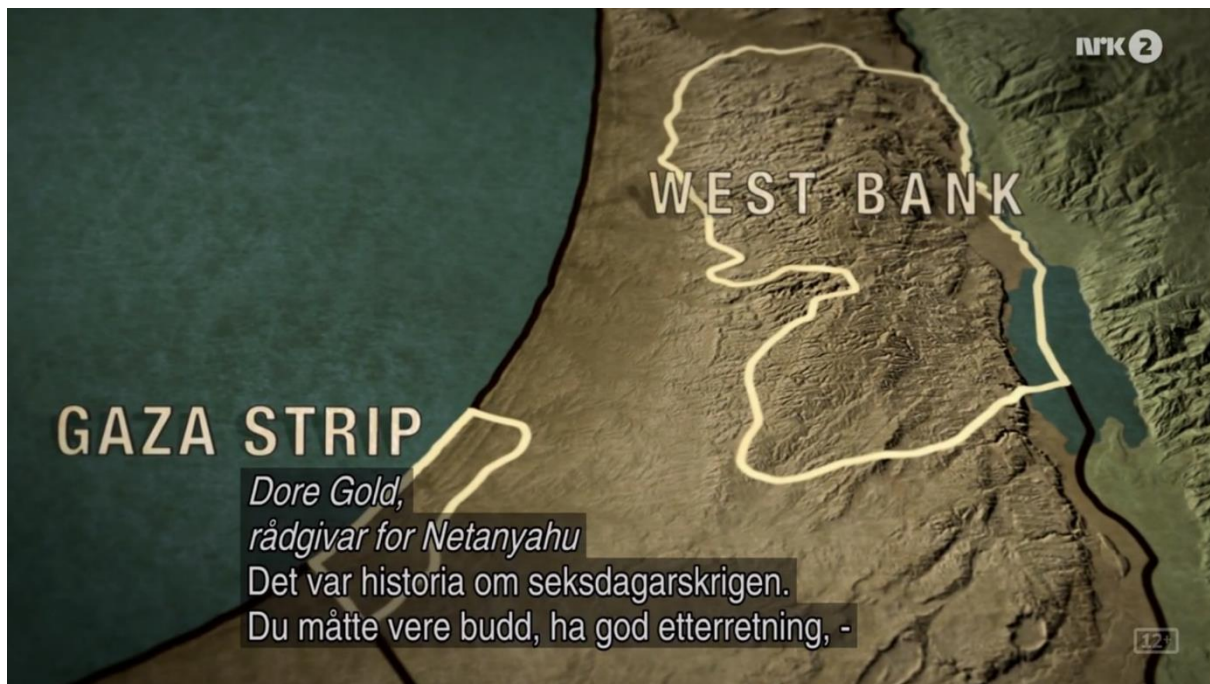 NRK 2
WEST BANK
GAZA STRIP
Dore Gold,
rådgivar for Netanyahu
Det var historia om seksdagarskrigen.
Du måtte vere budd, ha god etterretning, -
12+